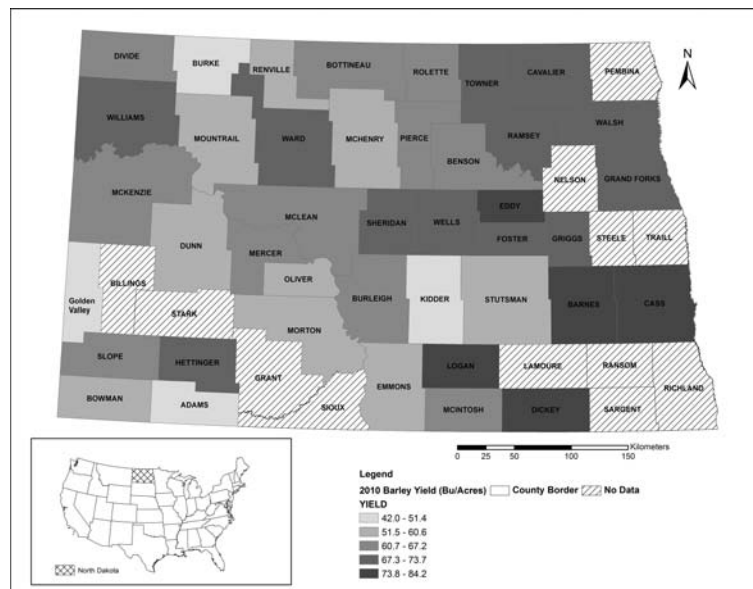 DIVIDE
BURKE
RENVILLE
BOTTINEAU
ROLETTE
TOWNER
CAVALIER
PEMBINA
N
WILLIAMS
MOUNTRAIL
WARD
MCHENRY
PIERCE
BENSON
RAMSEY
WALSH
NELSON
GRAND FORKS
MCKENZIE
MCLEAN
SHERIDAN
WELLS
EDDY
FOSTER
GRIGGS
STEELE
TRAILL
DUNN
MERCER
BILLINGS
OLIVER
Golden
Valley
STARK
BURLEIGH
KIDDER
STUTSMAN
BARNES
CASS
MORTON
SLOPE
HETTINGER
GRANT
LOGAN
LAMOURE
RANSOM
EMMONS
RICHLAND
BOWMAN
ADAMS
SIOUX
MCINTOSH
DICKEY
SARGENT
Kilometers
0 25 50 100 150
Legend
2010 Barley Yield (Bu/Acres) County Border No Data
YIELD
42.0 - 51.4
51.5 - 60.6
60.7 - 67.2
67.3 - 73.7
73.8 - 84.2
North Dakota